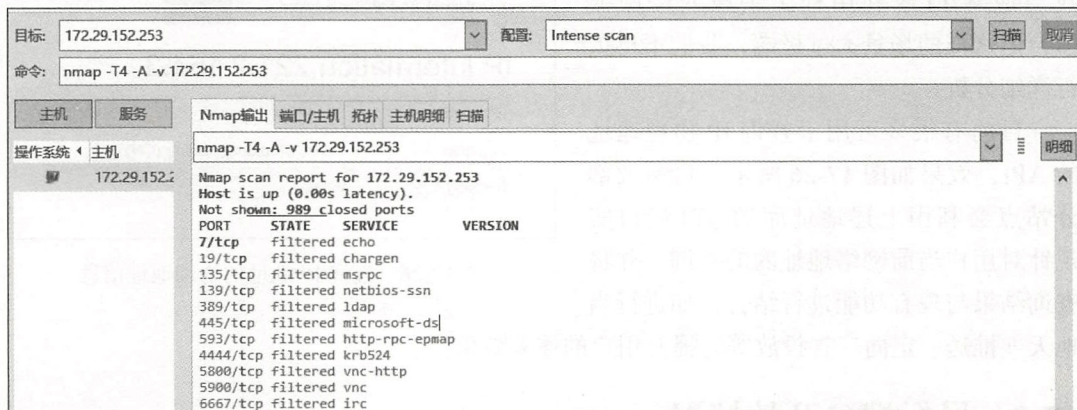 目标: 172.29.152.253 配置: Intense scan 扫描 取消
命令: nmap -T4 -A -v 172.29.152.253
主机 服务 Nmap输出 端口/主机 拓扑 主机明细 扫描
操作系统 主机 nmap -T4 -A -v 172.29.152.253 明细
172.29.152.2
Nmap scan report for 172.29.152.253
Host is up (0.00s latency).
Not shown: 989 closed ports
PORT STATE SERVICE VERSION
7/tcp filtered echo
19/tcp filtered chargen
135/tcp filtered msrpc
139/tcp filtered netbios-ssn
389/tcp filtered ldap
445/tcp filtered microsoft-ds
593/tcp filtered http-rpc-epmap
4444/tcp filtered krb524
5800/tcp filtered vnc-http
5900/tcp filtered vnc
6667/tcp filtered irc